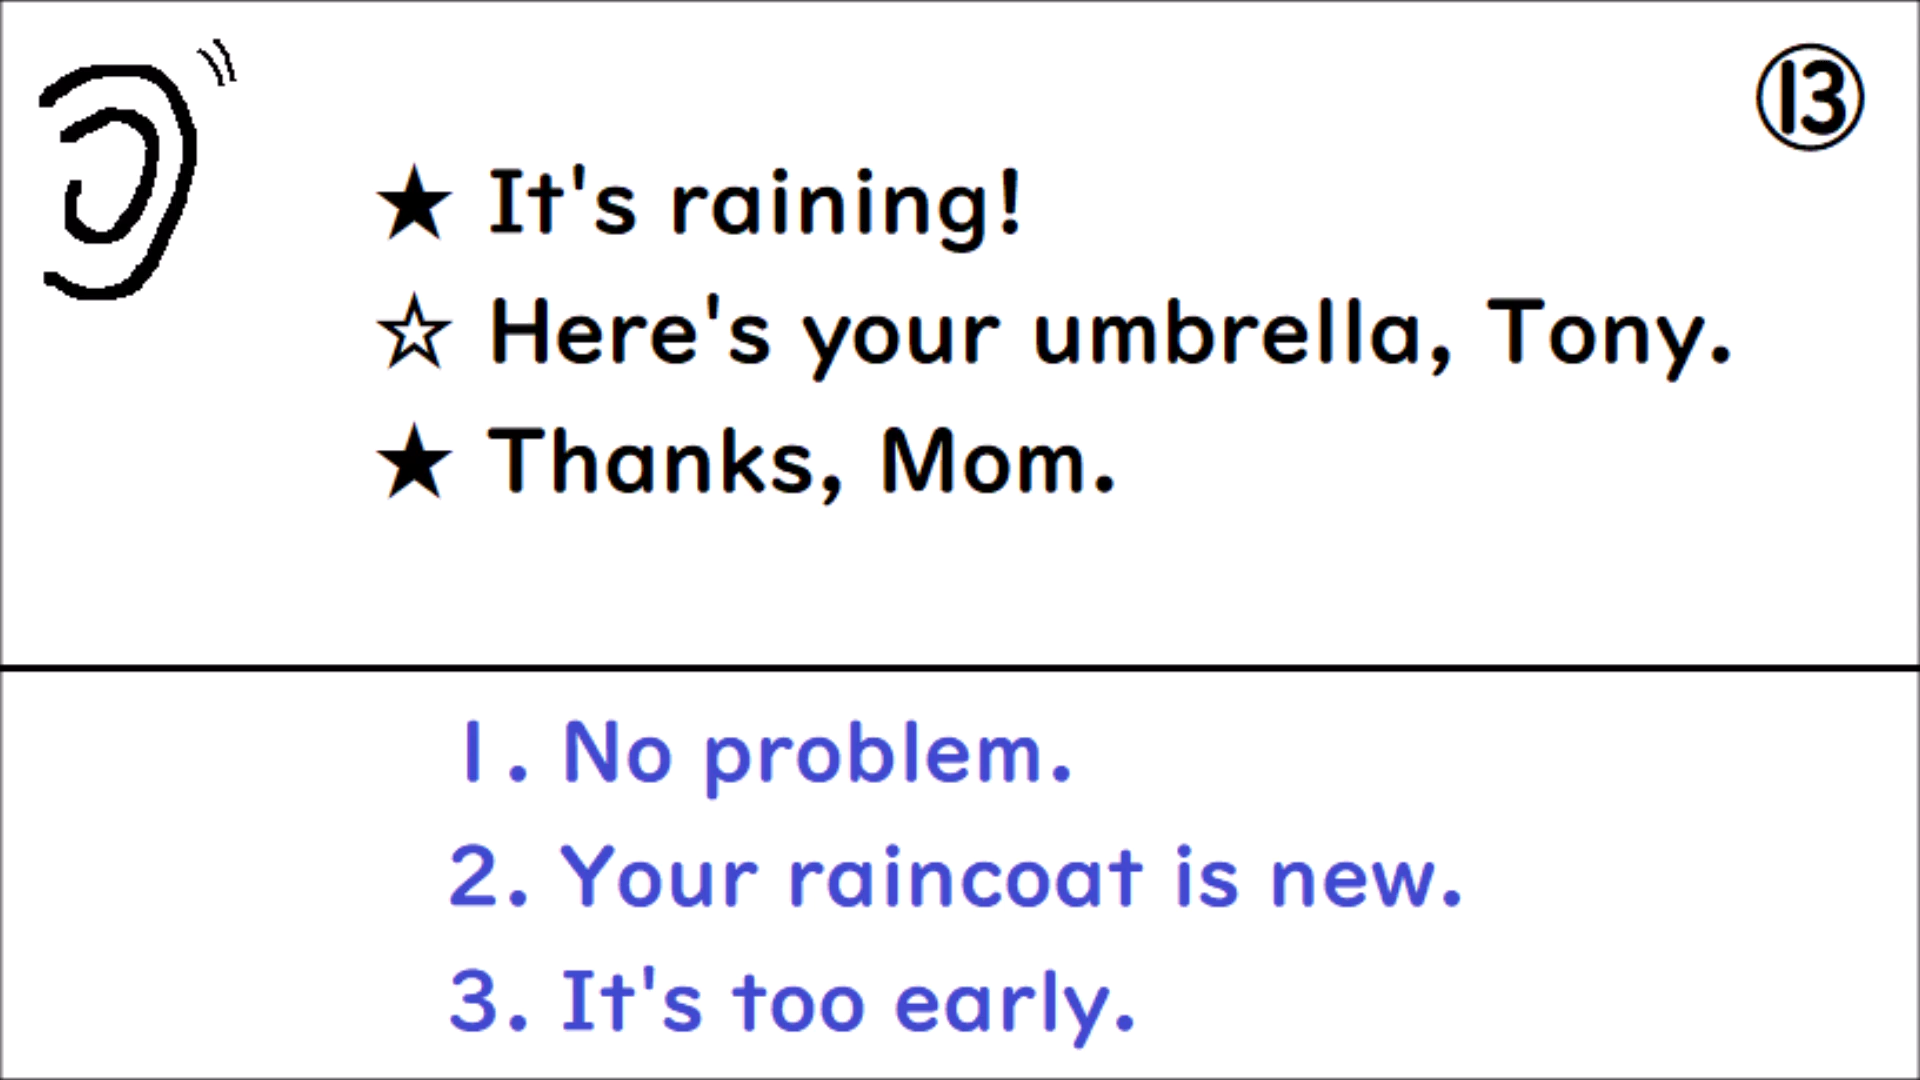 ⑬
★ It's raining!
☆ Here's your umbrella, Tony.
★ Thanks, Mom.
1. No problem.
2. Your raincoat is new.
3. It's too early.